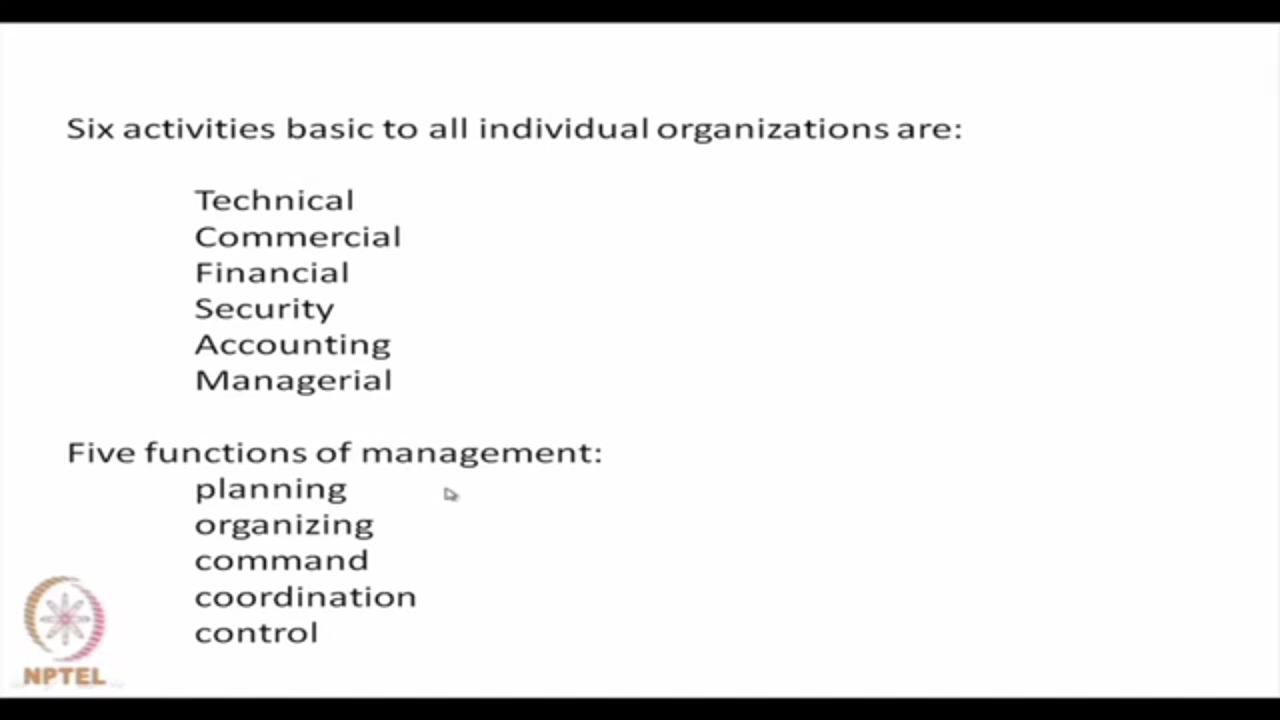 Six activities basic to all individual organizations are:
Technical
Commercial
Financial
Security
Accounting
Managerial
Five functions of management:
planning
organizing
command
coordination
control
NPTEL